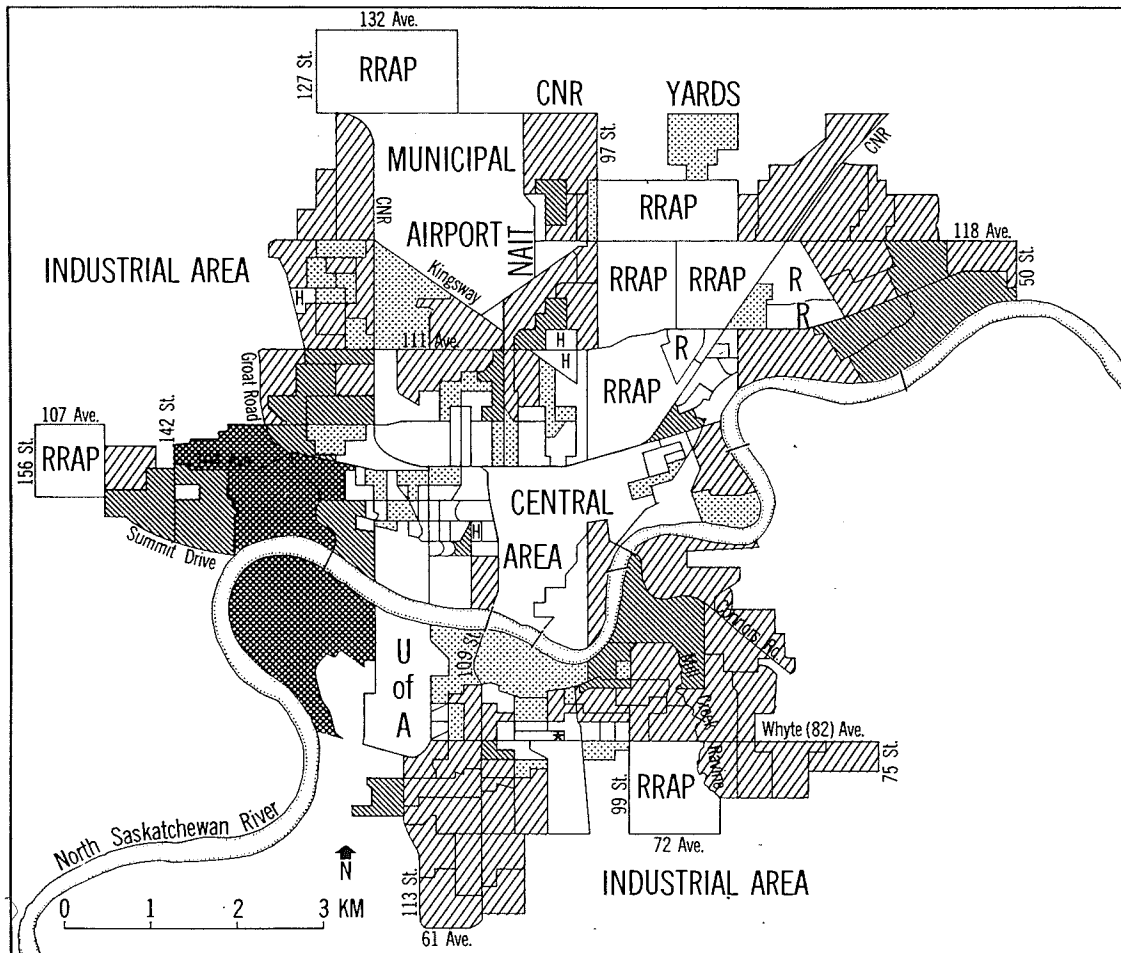 132 Ave.
127 St.
RRAP
CNR
YARDS
97 St.
CNR
MUNICIPAL
CNR
AIRPORT
NAIT
RRAP
Kingsway
118 Ave.
50 St.
INDUSTRIAL AREA
RRAP
RRAP
R
R
H
111 Ave.
H
H
R
Groat Road
RRAP
107 Ave.
142 St.
156 St.
RRAP
CENTRAL
AREA
H
Summit Drive
109 St.
U
of
A
Mill
Creek
Ravine
Whyte (82) Ave.
75 St.
99 St.
RRAP
72 Ave.
North Saskatchewan River
N
113 St.
INDUSTRIAL AREA
0 1 2 3 KM
61 Ave.